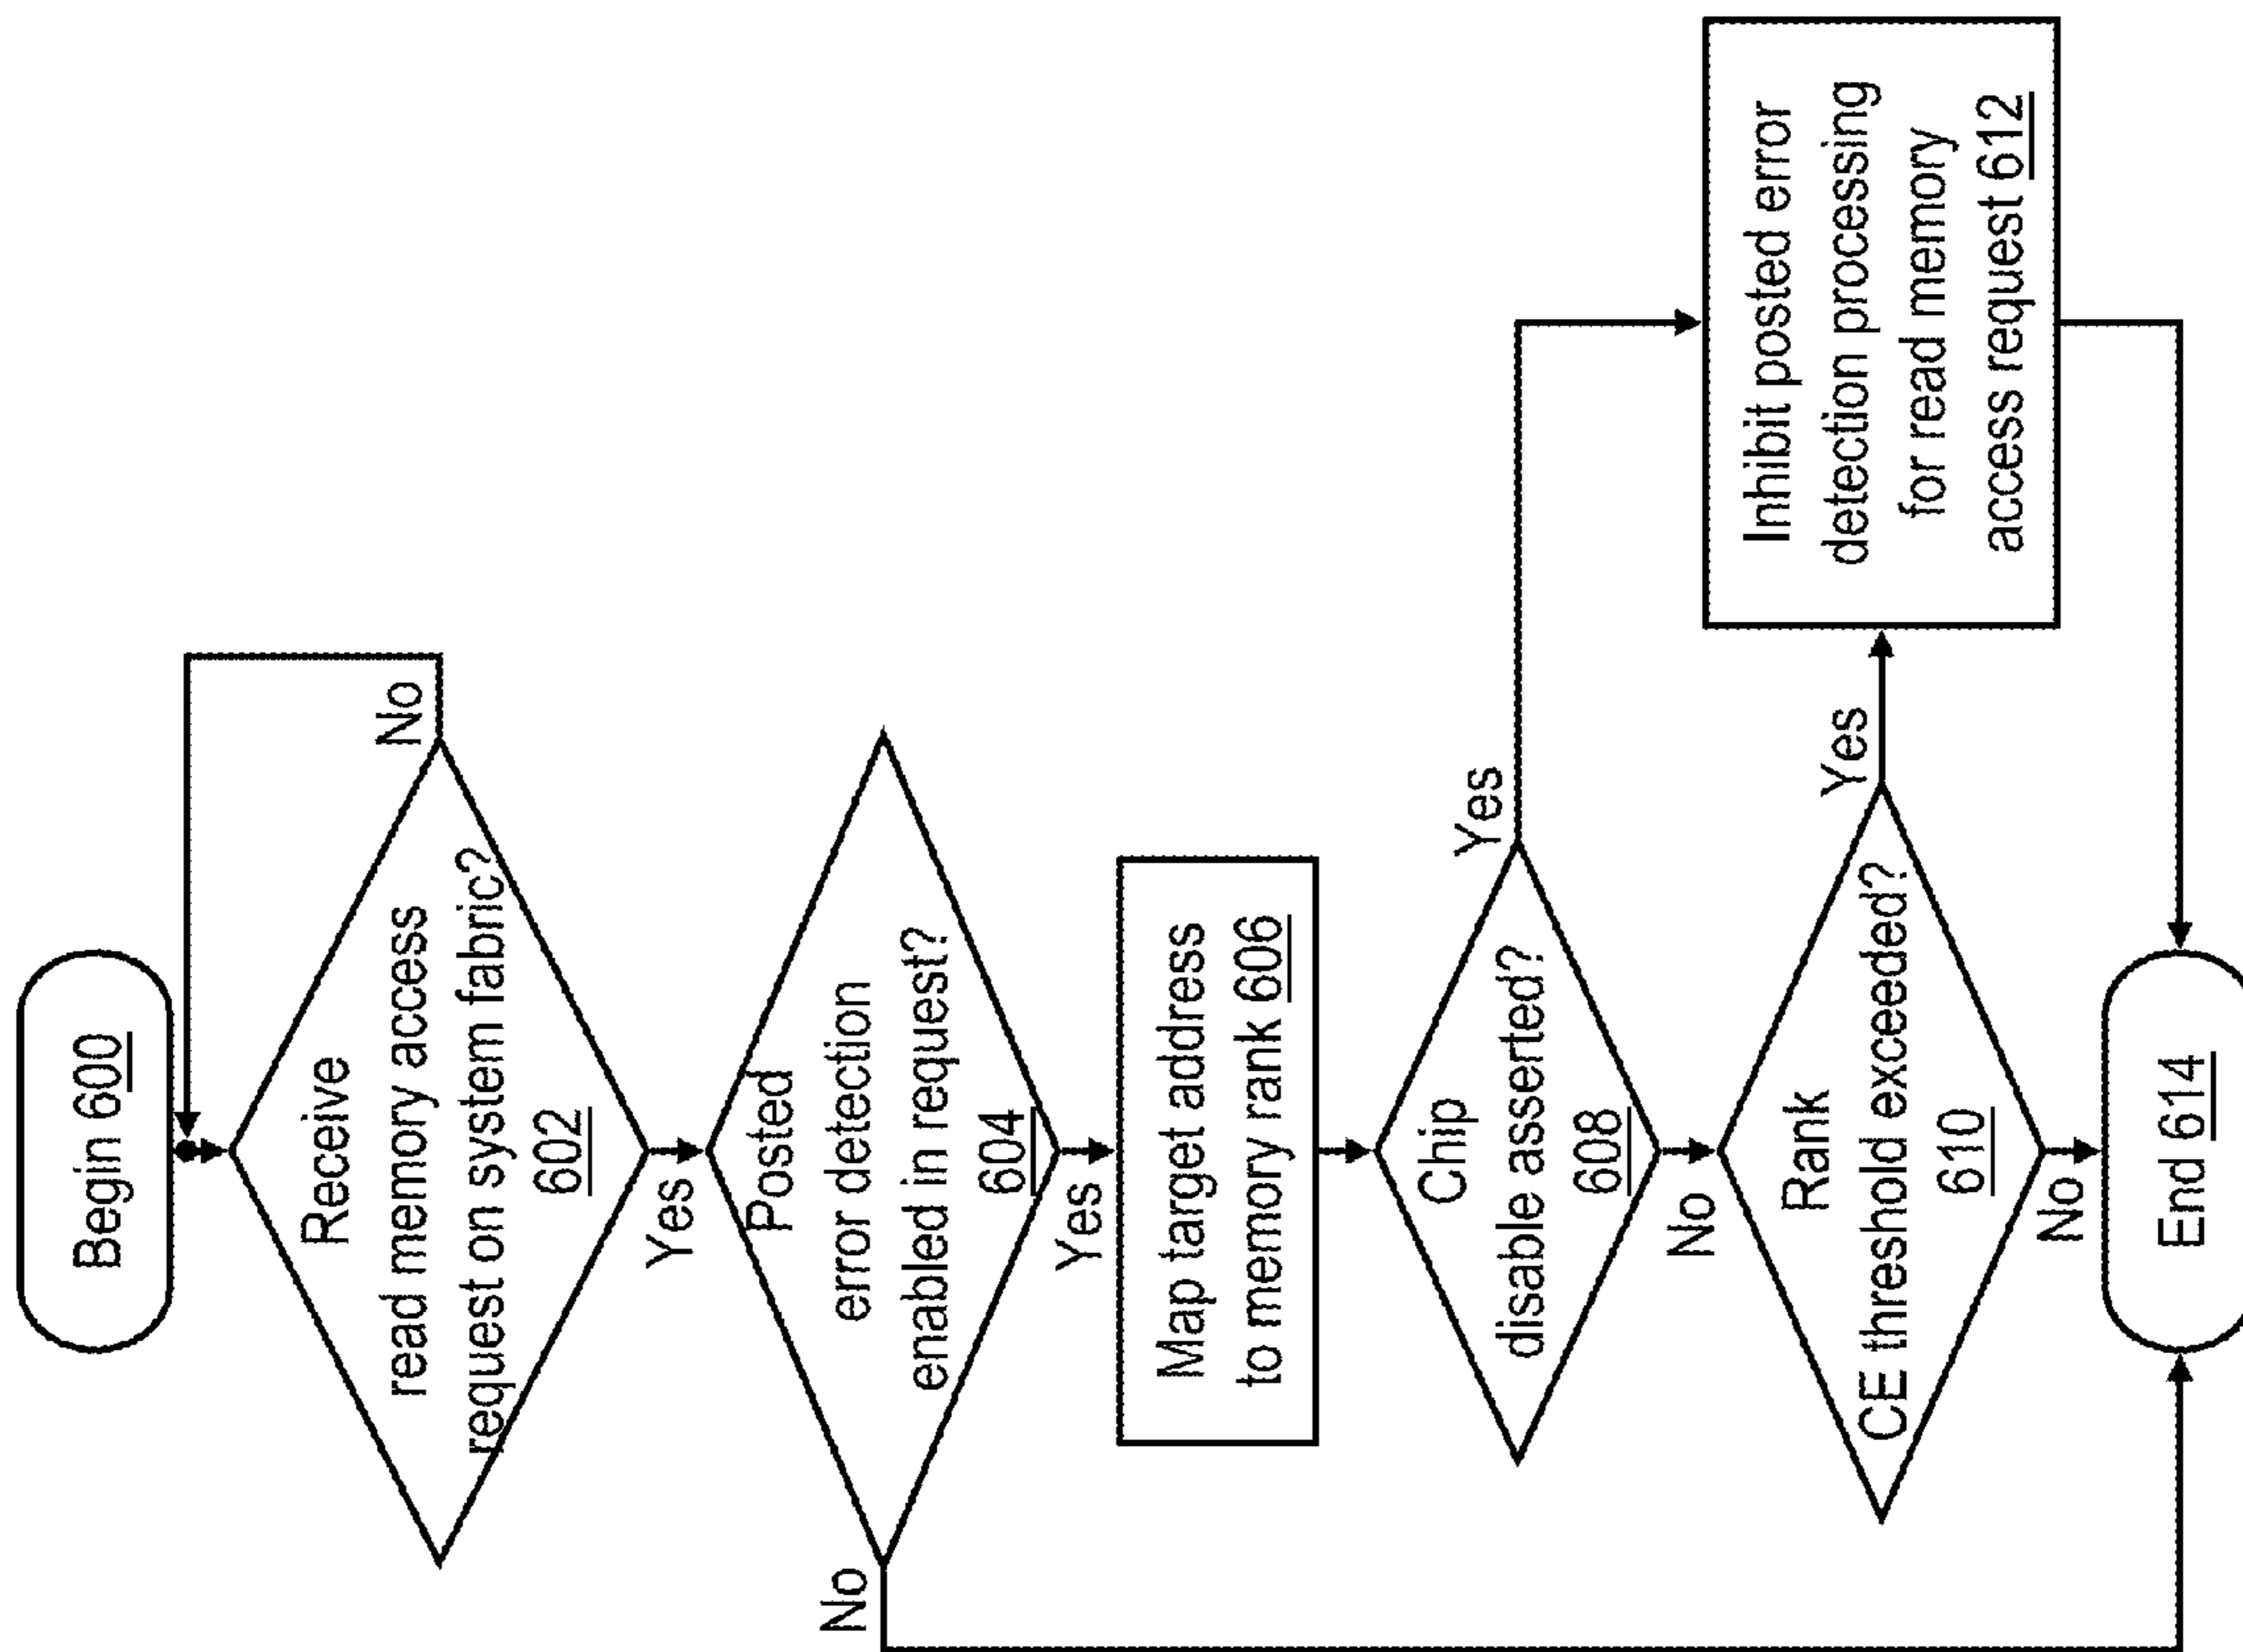 Begin 600
Receive
read memory access
request on system fabric?
602
No
Yes
Posted
error detection
enabled in request?
604
No
Yes
Map target address
to memory rank 606
Chip
disable asserted?
608
Yes
No
Rank
CE threshold exceeded?
610
Yes
No
Inhibit posted error
detection processing
for read memory
access request 612
End 614